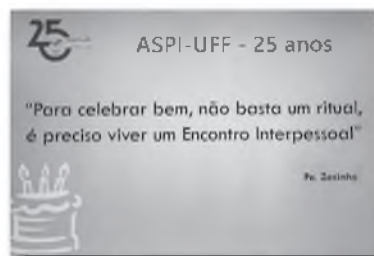 25
ASPI-UFF - 25 anos
"Para celebrar bem, não basta um ritual,
é preciso viver um Encontro Interpessoal"
Pe. Zezinho